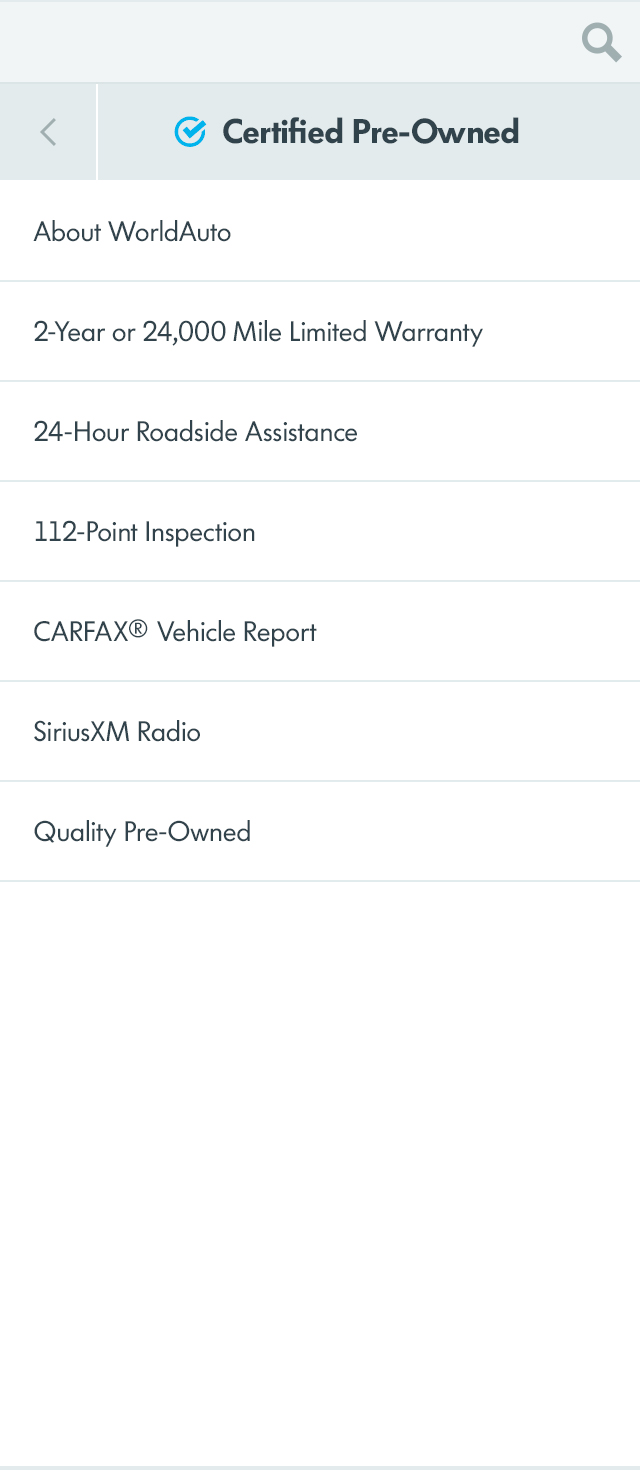 Certified Pre-Owned
About WorldAuto
2-Year or 24,000 Mile Limited Warranty
24-Hour Roadside Assistance
112-Point Inspection
CARFAX® Vehicle Report
SiriusXM Radio
Quality Pre-Owned